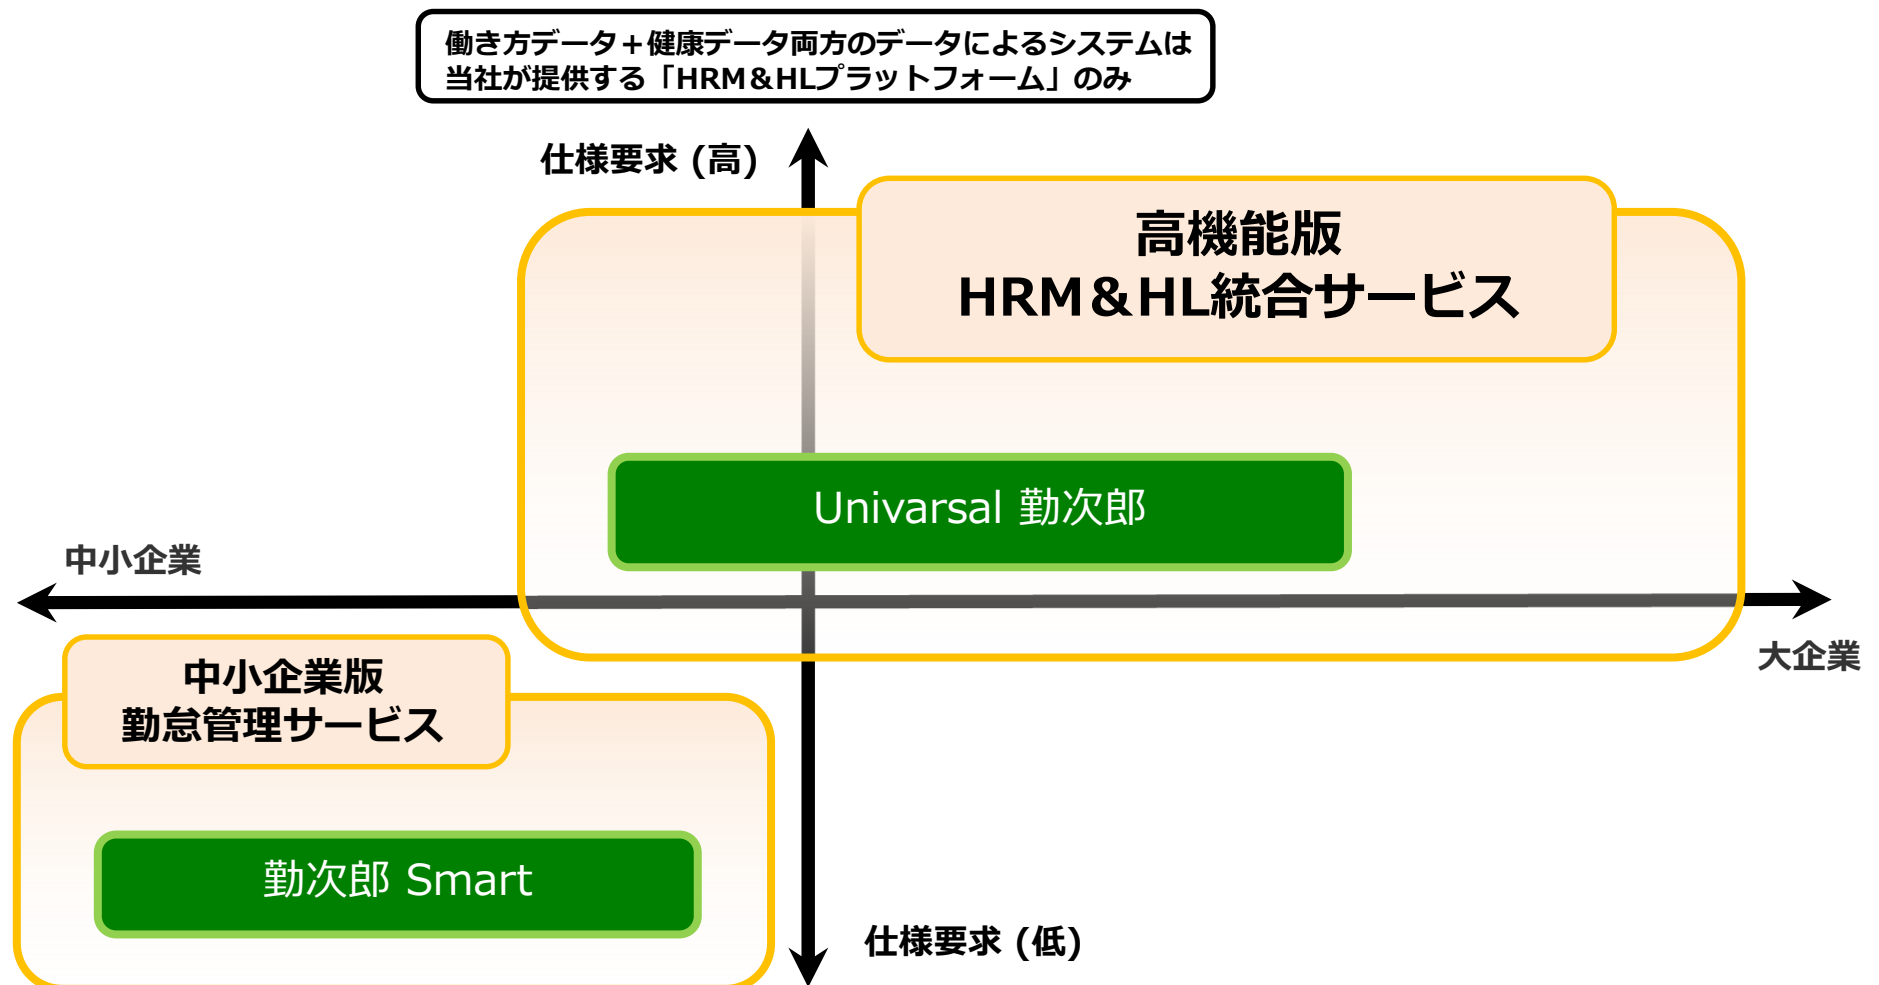 働き方データ＋健康データ両方のデータによるシステムは
当社が提供する「HRM＆HLプラットフォーム」のみ
仕様要求 (高)
高機能版
HRM＆HL統合サービス
Univarsal 勤次郎
中小企業
大企業
中小企業版
勤怠管理サービス
勤次郎 Smart
仕様要求 (低)